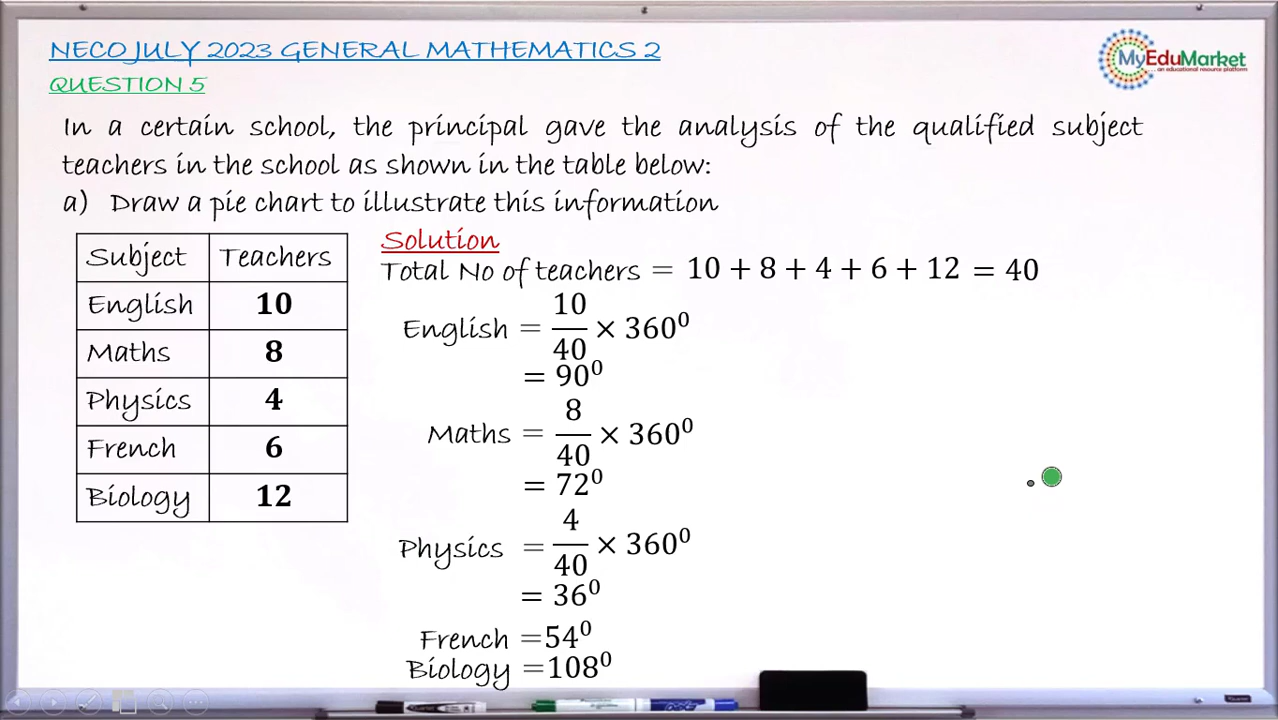 NECO JULY 2023 GENERAL MATHEMATICS 2
QUESTION 5
MyEduMarket
...an educational resource platform
In a certain school, the principal gave the analysis of the qualified subject
teachers in the school as shown in the table below:
a) Draw a pie chart to illustrate this information
Subject Teachers
English 10
Maths 8
Physics 4
French 6
Biology 12
Solution
Total No of teachers = 10 + 8 + 4 + 6 + 12 = 40
English = 10/40 × 360⁰
= 90⁰
Maths = 8/40 × 360⁰
= 72⁰
Physics = 4/40 × 360⁰
= 36⁰
French =54⁰
Biology =108⁰